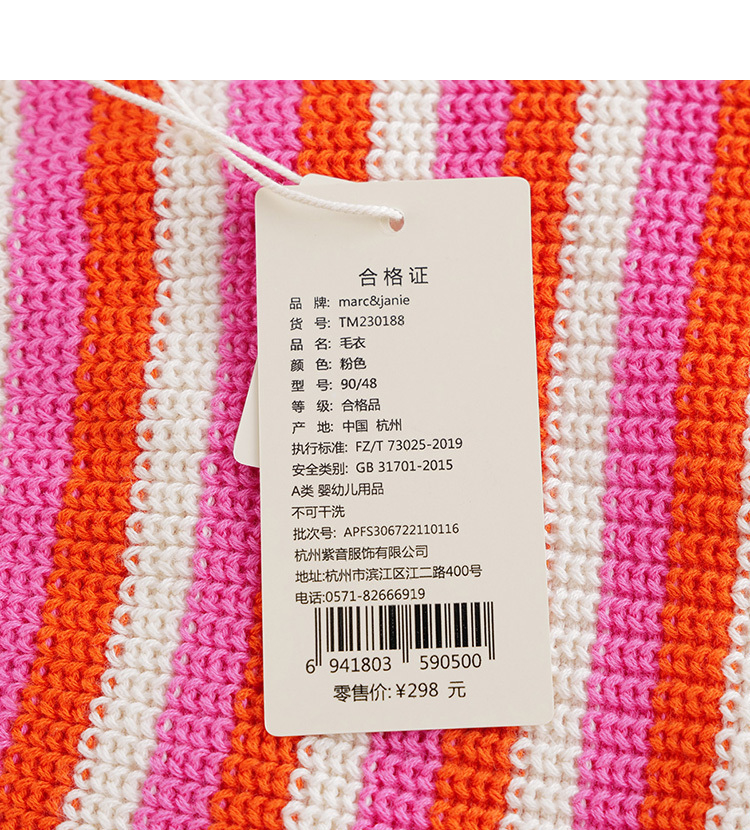 合格证
品 牌: marc&janie
货 号: TM230188
品 名: 毛衣
颜 色: 粉色
型 号: 90/48
等 级: 合格品
产 地: 中国 杭州
执行标准: FZ/T 73025-2019
安全类别: GB 31701-2015
A类 婴幼儿用品
不可干洗
批次号: APFS306722110116
杭州紫音服饰有限公司
地址:杭州市滨江区江二路400号
电话:0571-82666919
6 941803 590500
零售价:¥298 元